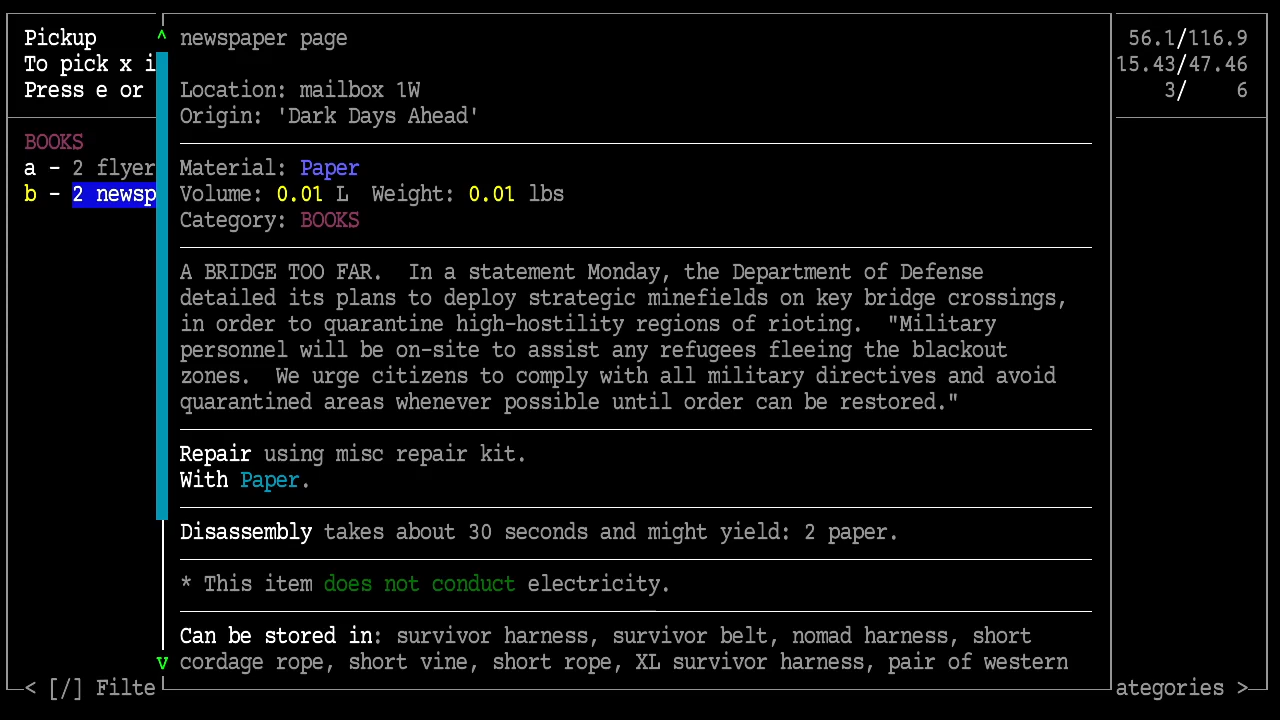 Pickup
To pick x i
Press e or
BOOKS
a - 2 flyer
b - 2 newsp
< [/] Filte
^
newspaper page
Location: mailbox 1W
Origin: 'Dark Days Ahead'
Material: Paper
Volume: 0.01 L  Weight: 0.01 lbs
Category: BOOKS
A BRIDGE TOO FAR.  In a statement Monday, the Department of Defense
detailed its plans to deploy strategic minefields on key bridge crossings,
in order to quarantine high-hostility regions of rioting.  "Military
personnel will be on-site to assist any refugees fleeing the blackout
zones.  We urge citizens to comply with all military directives and avoid
quarantined areas whenever possible until order can be restored."
Repair using misc repair kit.
With Paper.
Disassembly takes about 30 seconds and might yield: 2 paper.
* This item does not conduct electricity.
Can be stored in: survivor harness, survivor belt, nomad harness, short
cordage rope, short vine, short rope, XL survivor harness, pair of western
v
56.1/116.9
15.43/47.46
3/ 6
ategories >